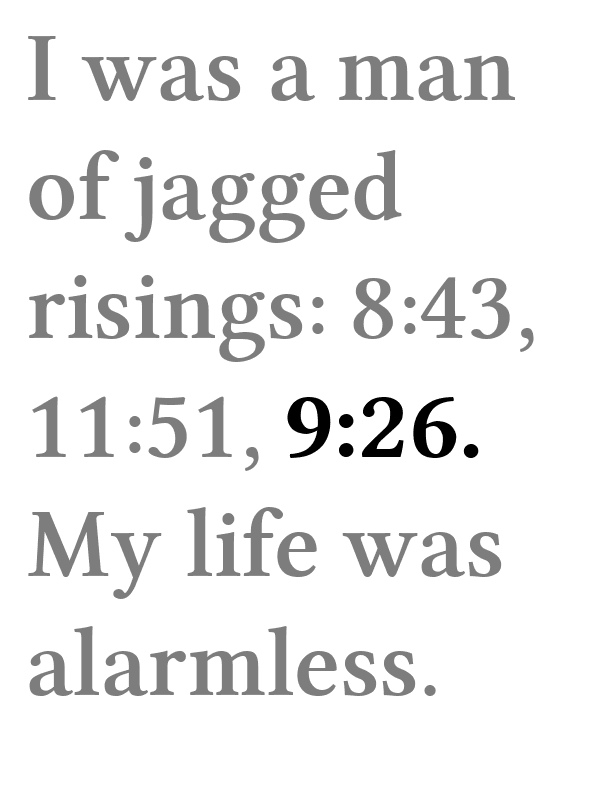 I was a man
of jagged
risings: 8:43,
11:51, 9:26.
My life was
alarmless.